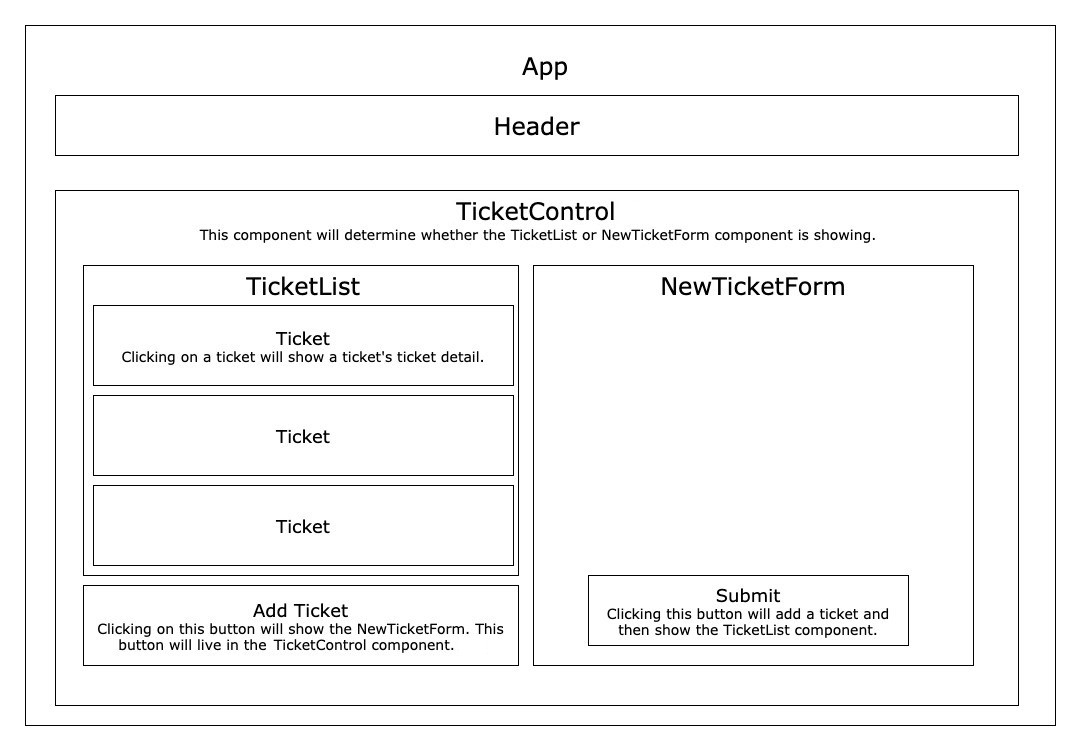 App
Header
TicketControl
This component will determine whether the TicketList or NewTicketForm component is showing.
TicketList
Ticket
Clicking on a ticket will show a ticket's ticket detail.
Ticket
Ticket
Add Ticket
Clicking on this button will show the NewTicketForm. This
button will live in the TicketControl component.
NewTicketForm
Submit
Clicking this button will add a ticket and
then show the TicketList component.